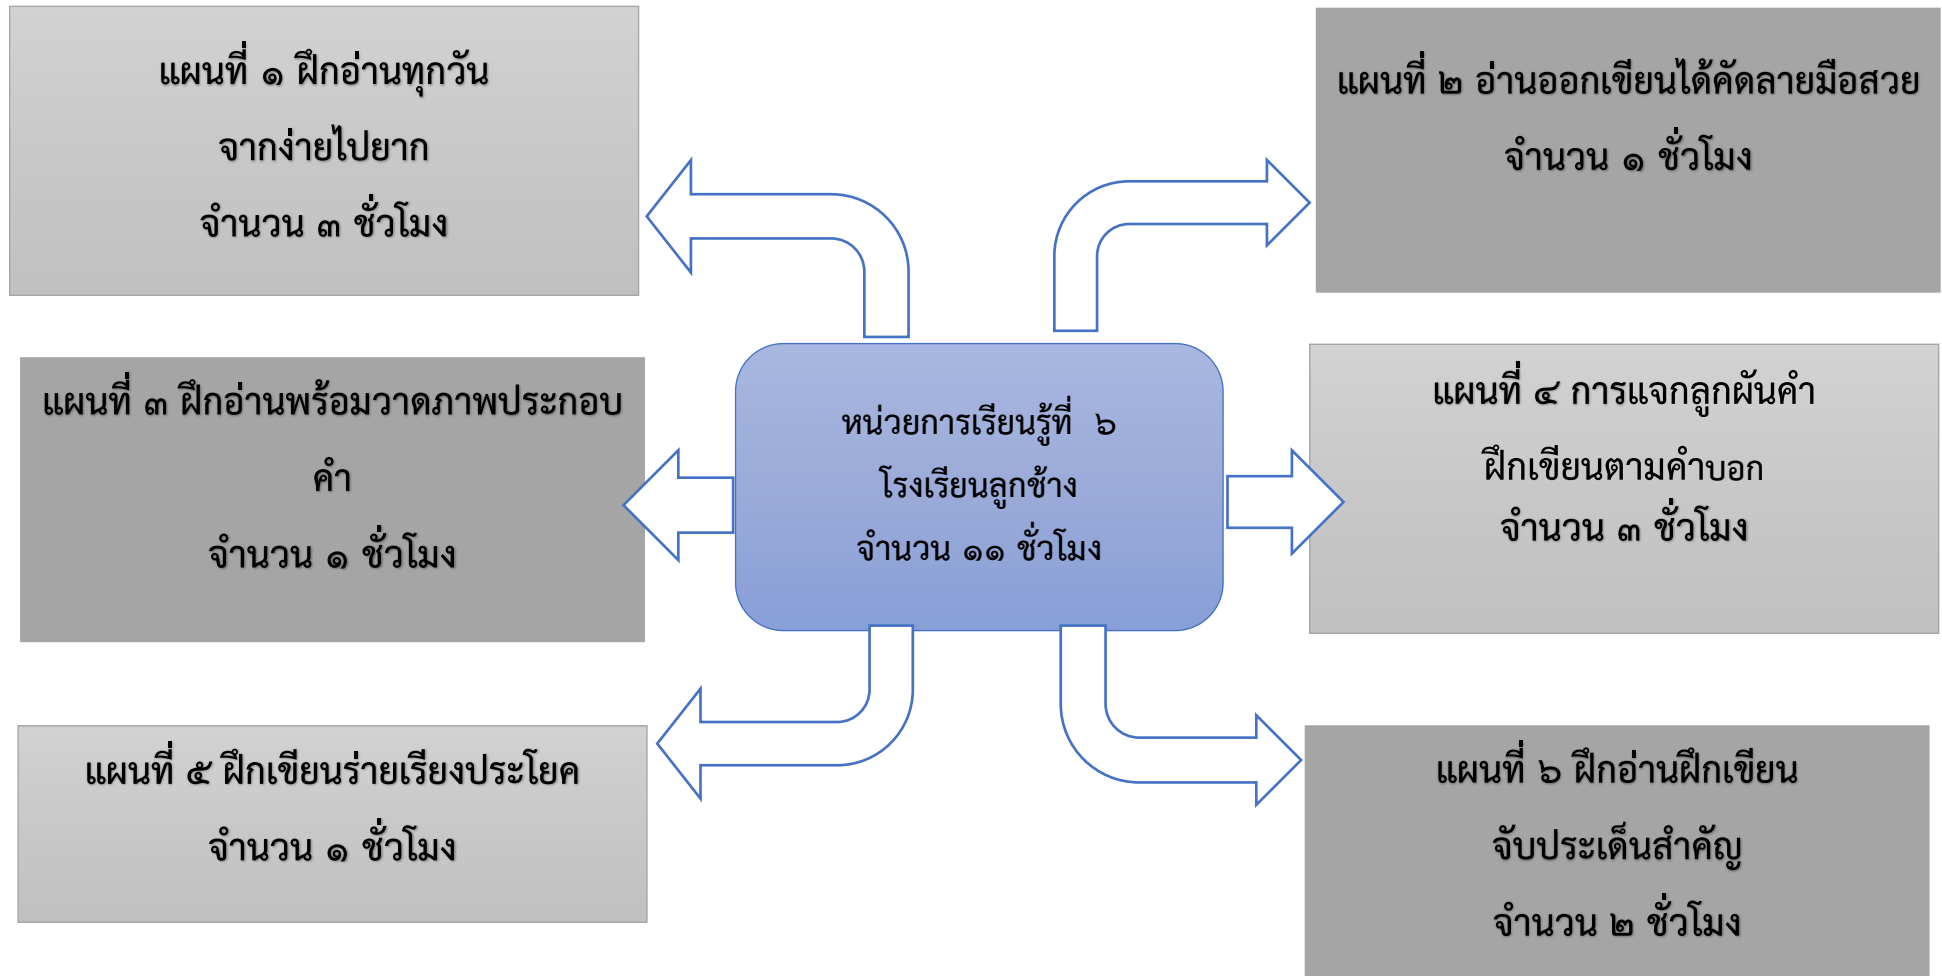 แผนที่ ๑ ฝึกอ่านทุกวัน
จากง่ายไปยาก
จำนวน ๓ ชั่วโมง
แผนที่ ๒ อ่านออกเขียนได้คัดลายมือสวย
จำนวน ๑ ชั่วโมง
แผนที่ ๓ ฝึกอ่านพร้อมวาดภาพประกอบ
คำ
จำนวน ๑ ชั่วโมง
หน่วยการเรียนรู้ที่ ๖
โรงเรียนลูกช้าง
จำนวน ๑๑ ชั่วโมง
แผนที่ ๔ การแจกลูกผันคำ
ฝึกเขียนตามคำบอก
จำนวน ๓ ชั่วโมง
แผนที่ ๕ ฝึกเขียนร่ายเรียงประโยค
จำนวน ๑ ชั่วโมง
แผนที่ ๖ ฝึกอ่านฝึกเขียน
จับประเด็นสำคัญ
จำนวน ๒ ชั่วโมง